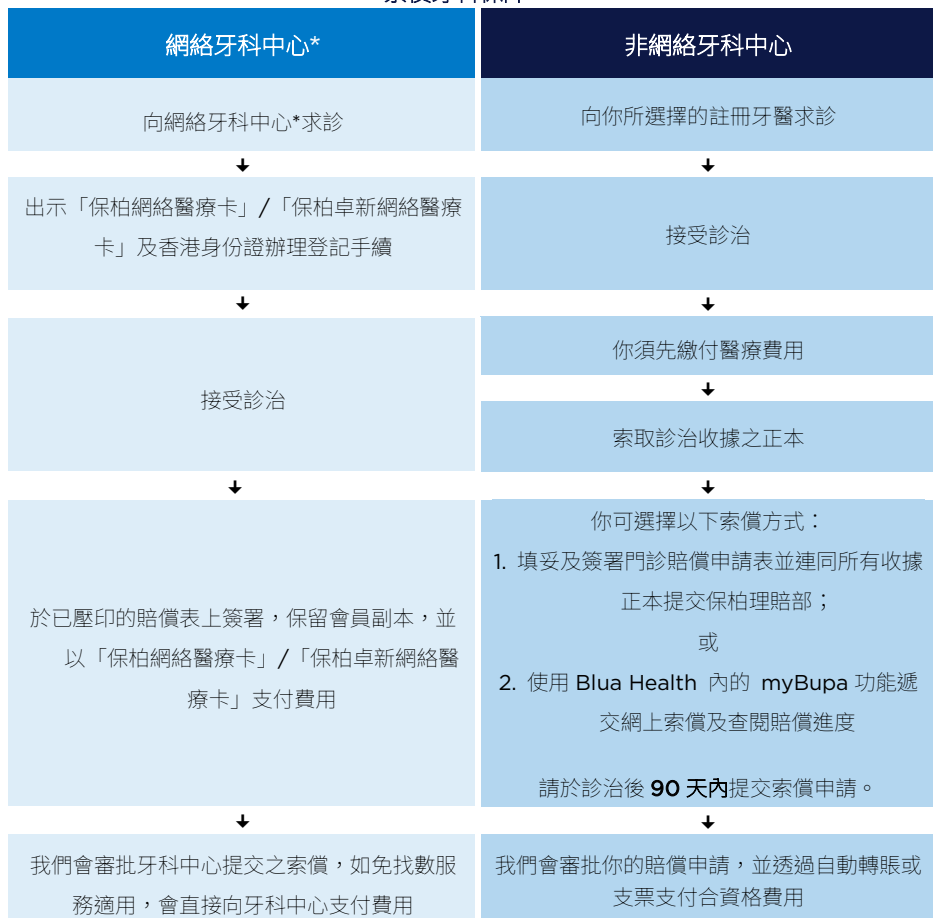 網絡牙科中心*
向網絡牙科中心*求診
出示「保柏網絡醫療卡」/「保柏卓新網絡醫療
卡」及香港身份證辦理登記手續
接受診治
於已壓印的賠償表上簽署，保留會員副本，並
以「保柏網絡醫療卡」/「保柏卓新網絡醫
療卡」支付費用
我們會審批牙科中心提交之索償，如免找數服
務適用，會直接向牙科中心支付費用
非網絡牙科中心
向你所選擇的註冊牙醫求診
接受診治
你須先繳付醫療費用
索取診治收據之正本
你可選擇以下索償方式：
1. 填妥及簽署門診賠償申請表並連同所有收據
正本提交保柏理賠部；
或
2. 使用 Blua Health 內的 myBupa 功能遞
交網上索償及查閱賠償進度
請於診治後 90 天內提交索償申請。
我們會審批你的賠償申請，並透過自動轉賬或
支票支付合資格費用